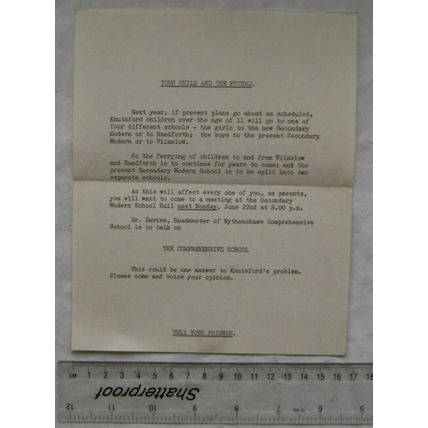 YOUR CHILD AND THE FUTURE.
Next year, if present plans go ahead as scheduled,
Knutsford children over the age of 11 will go to one of
four different schools - the girls to the new Secondary
Modern or to Handforth; the boys to the present Secondary
Modern or to Wilmslow.
So the ferrying of children to and from Wilmslow
and Handforth is to continue for years to come; and the
present Secondary Modern School is to be split into two
separate schools.
As this will affect every one of you, as parents,
you will want to come to a meeting at the Secondary
Modern School Hall next Monday, June 22nd at 8.00 p.m.
Dr. Davies, Headmaster of Wythenshawe Comprehensive
School is to talk on
THE COMPREHENSIVE SCHOOL
This could be one answer to Knutsford's problem.
Please come and voice your opinion.
TELL YOUR FRIENDS.
CM 1 2 3 4 5 6 7 8 9 10 11 12 13 14 15 16 17 18
Shatterproof
12 11 10 9 8 7 6 5